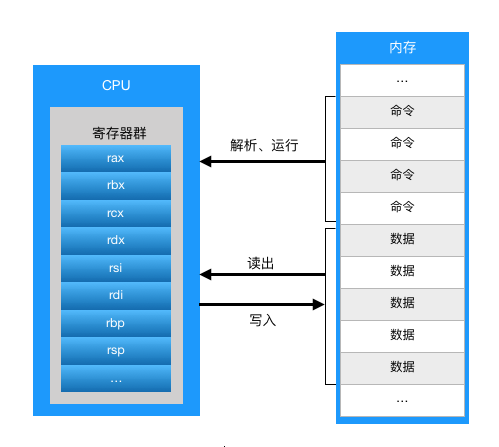 CPU
寄存器群
rax
rbx
rcx
rdx
rsi
rdi
rbp
rsp
...
解析、运行
读出
写入
内存
...
命令
命令
命令
命令
数据
数据
数据
数据
数据
...